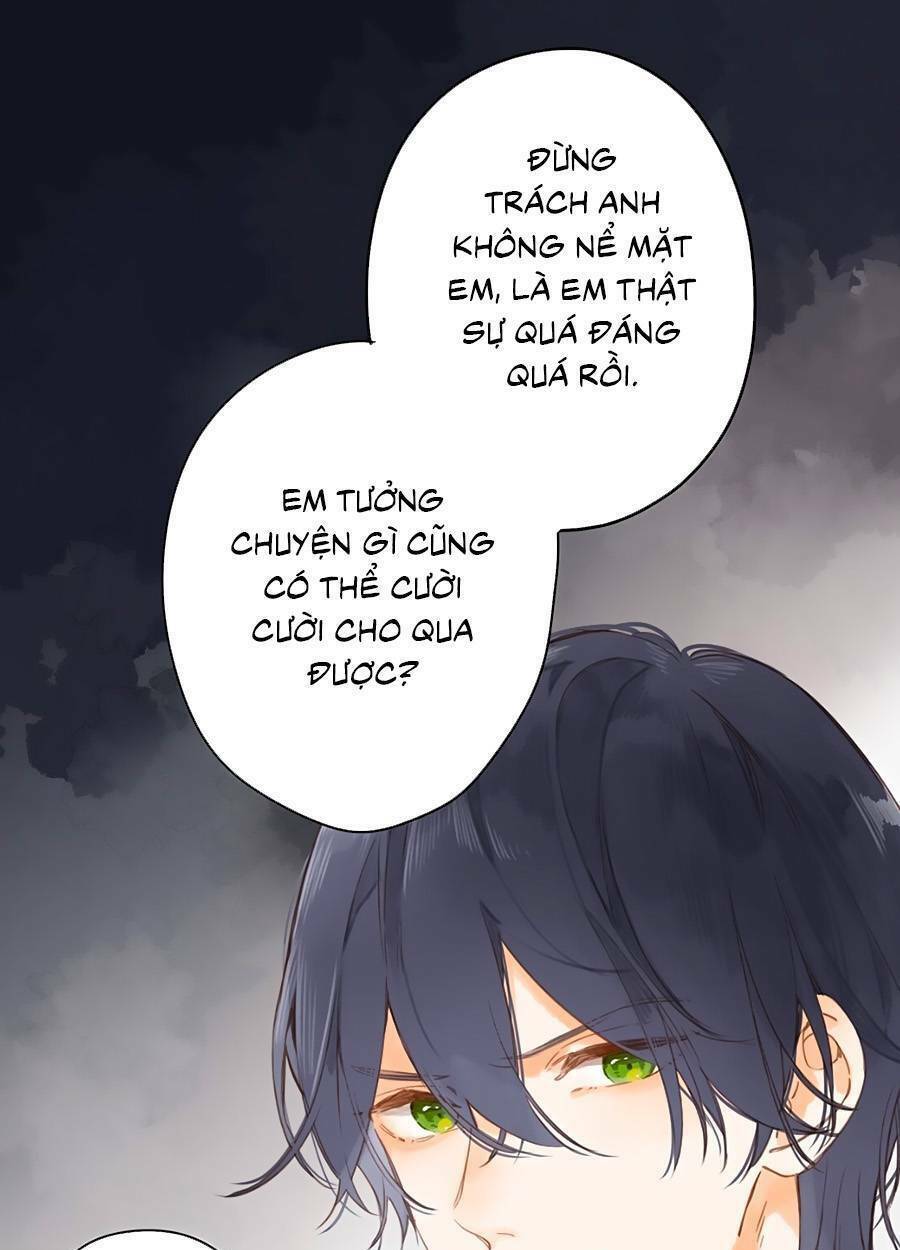 ĐỪNG
TRÁCH ANH
KHÔNG NỂ MẶT
EM, LÀ EM THẬT
SỰ QUÁ ĐÁNG
QUÁ RỒI.
EM TƯỞNG
CHUYỆN GÌ CŨNG
CÓ THỂ CƯỜI
CƯỜI CHO QUA
ĐƯỢC?